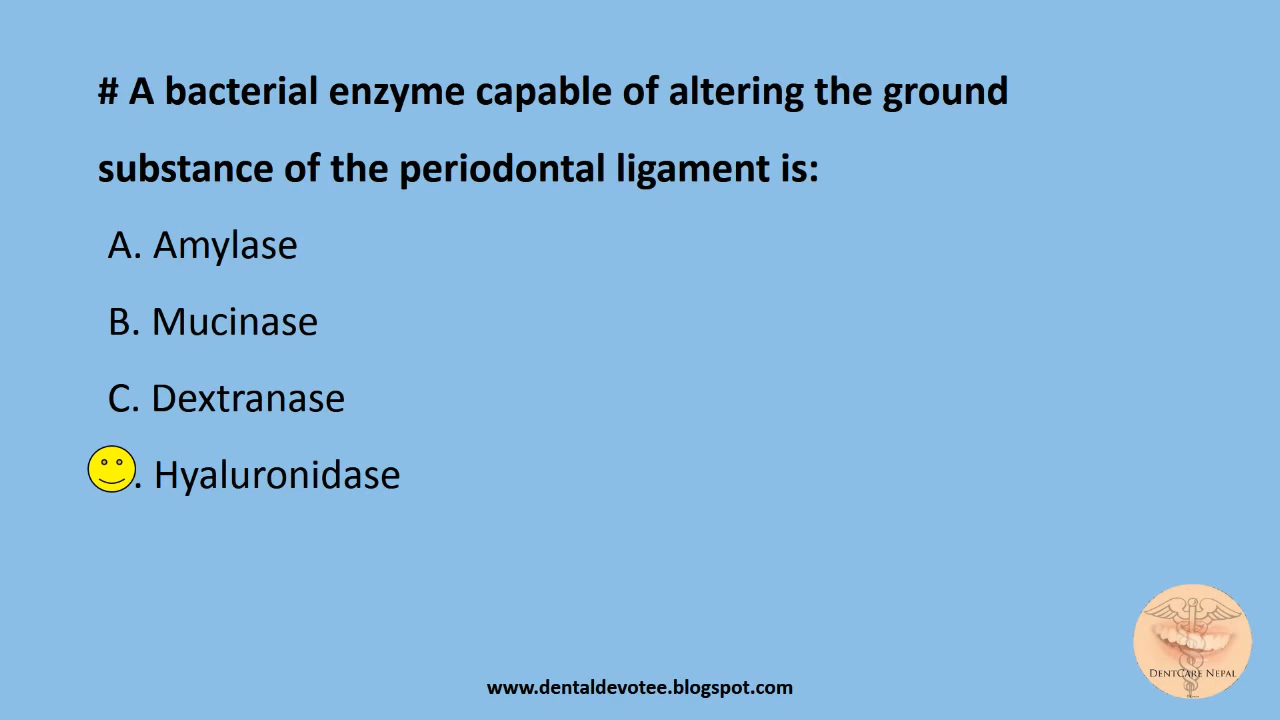 # A bacterial enzyme capable of altering the ground
substance of the periodontal ligament is:
A. Amylase
B. Mucinase
C. Dextranase
. Hyaluronidase
DENTCARE NEPAL
www.dentaldevotee.blogspot.com